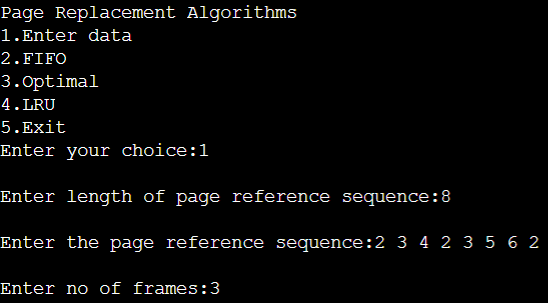 Page Replacement Algorithms
1.Enter data
2.FIFO
3.Optimal
4.LRU
5.Exit
Enter your choice:1
Enter length of page reference sequence:8
Enter the page reference sequence:2 3 4 2 3 5 6 2
Enter no of frames:3